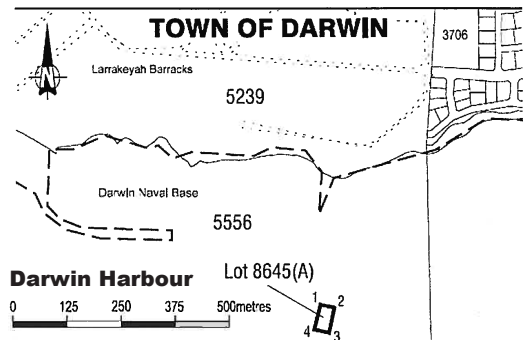 TOWN OF DARWIN
3706
Larrakeyah Barracks
N
5239
Darwin Naval Base
5556
Darwin Harbour
Lot 8645(A)
0 125 250 375 500metres
1 2
4 3